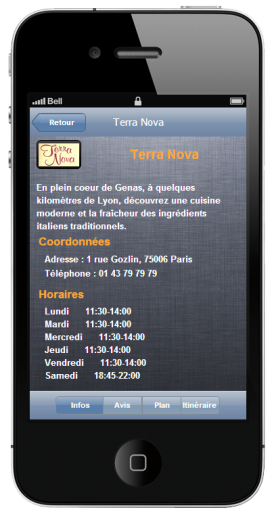 Bell
Retour
Terra Nova
Terra Nova
Terra Nova
En plein coeur de Genas, à quelques
kilomètres de Lyon, découvrez une cuisine
moderne et la fraîcheur des ingrédients
italiens traditionnels.
Coordonnées
Adresse : 1 rue Gozlin, 75006 Paris
Téléphone : 01 43 79 79 79
Horaires
Lundi 11:30-14:00
Mardi 11:30-14:00
Mercredi 11:30-14:00
Jeudi 11:30-14:00
Vendredi 11:30-14:00
Samedi 18:45-22:00
Infos Avis Plan Itinéraire